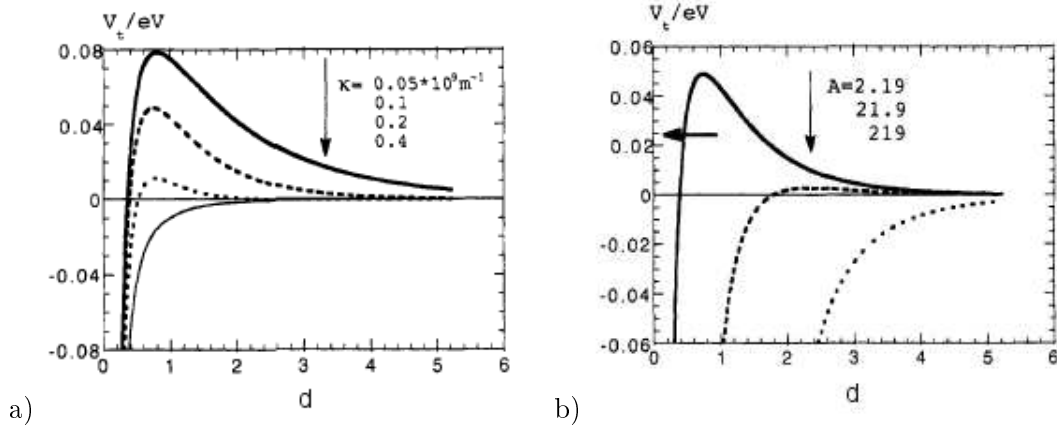 V_t/eV
0.08
0.04
0
-0.04
-0.08
κ= 0.05*10⁹m⁻¹
0.1
0.2
0.4
0 1 2 3 4 5 6
d
a)
V_t/eV
0.06
0.04
0.02
0
-0.02
-0.04
-0.06
A=2.19
21.9
219
0 1 2 3 4 5 6
d
b)